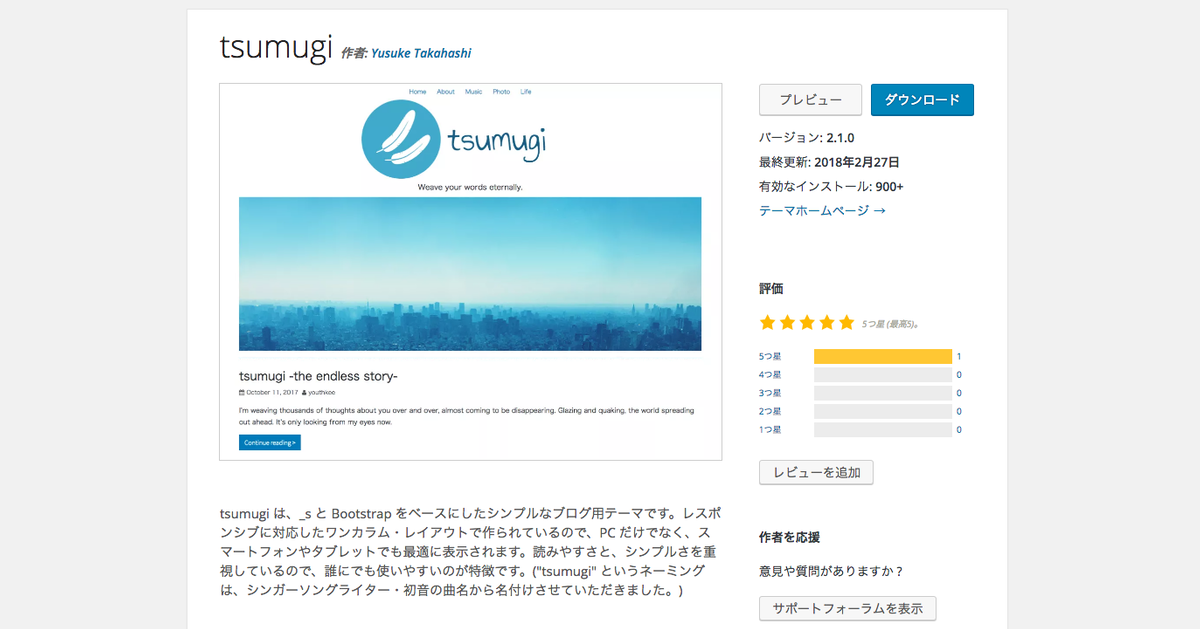 tsumugi 作者: Yusuke Takahashi
Home About Music Photo Life
tsumugi
Weave your words eternally.
tsumugi -the endless story-
October 11, 2017 youthkee
I'm weaving thousands of thoughts about you over and over, almost coming to be disappearing. Glazing and quaking, the world spreading
out ahead. It's only looking from my eyes now.
Continue reading >
tsumugi は、_s と Bootstrap をベースにしたシンプルなブログ用テーマです。レスポ
ンシブに対応したワンカラム・レイアウトで作られているので、PC だけでなく、ス
マートフォンやタブレットでも最適に表示されます。読みやすさと、シンプルさを重
視しているので、誰にでも使いやすいのが特徴です。("tsumugi" というネーミング
は、シンガーソングライター・初音の曲名から名付けさせていただきました。)
プレビュー ダウンロード
バージョン: 2.1.0
最終更新: 2018年2月27日
有効なインストール: 900+
テーマホームページ →
評価
5つ星 (最高5)。
5つ星 1
4つ星 0
3つ星 0
2つ星 0
1つ星 0
レビューを追加
作者を応援
意見や質問がありますか ?
サポートフォーラムを表示